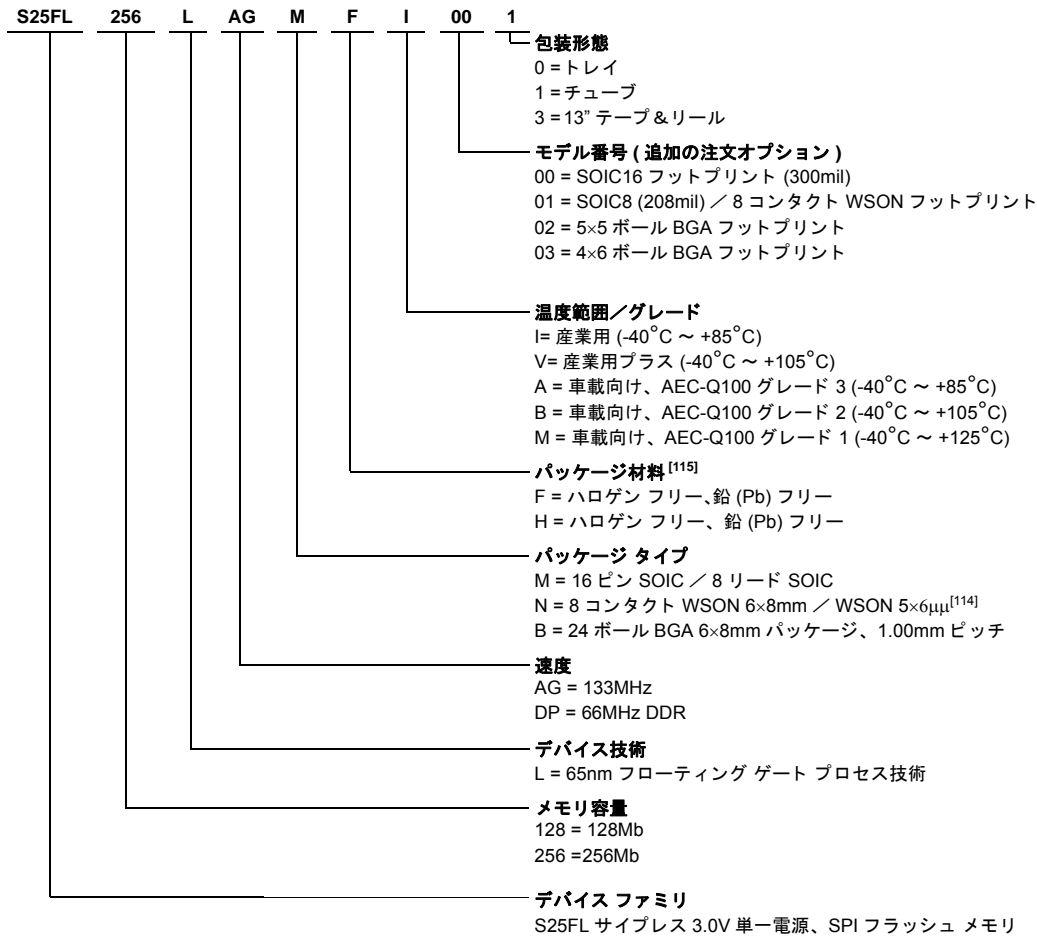 S25FL 256 L AG M F I 00 1
包装形態
0 =トレイ
1 =チューブ
3 =13" テープ&リール
モデル番号 ( 追加の注文オプション )
00 = SOIC16 フットプリント (300mil)
01 = SOIC8 (208mil) ／ 8 コンタクト WSON フットプリント
02 = 5×5 ボール BGA フットプリント
03 = 4×6 ボール BGA フットプリント
温度範囲／グレード
I= 産業用 (-40°C ～ +85°C)
V= 産業用プラス (-40°C ～ +105°C)
A = 車載向け、AEC-Q100 グレード 3 (-40°C ～ +85°C)
B = 車載向け、AEC-Q100 グレード 2 (-40°C ～ +105°C)
M = 車載向け、AEC-Q100 グレード 1 (-40°C ～ +125°C)
パッケージ材料 [115]
F = ハロゲン フリー、鉛 (Pb) フリー
H = ハロゲン フリー、鉛 (Pb) フリー
パッケージ タイプ
M = 16 ピン SOIC ／ 8 リード SOIC
N = 8 コンタクト WSON 6×8mm ／ WSON 5×6μμ[114]
B = 24 ボール BGA 6×8mm パッケージ、1.00mm ピッチ
速度
AG = 133MHz
DP = 66MHz DDR
デバイス技術
L = 65nm フローティング ゲート プロセス技術
メモリ容量
128 = 128Mb
256 =256Mb
デバイス ファミリ
S25FL サイプレス 3.0V 単一電源、SPI フラッシュ メモリ